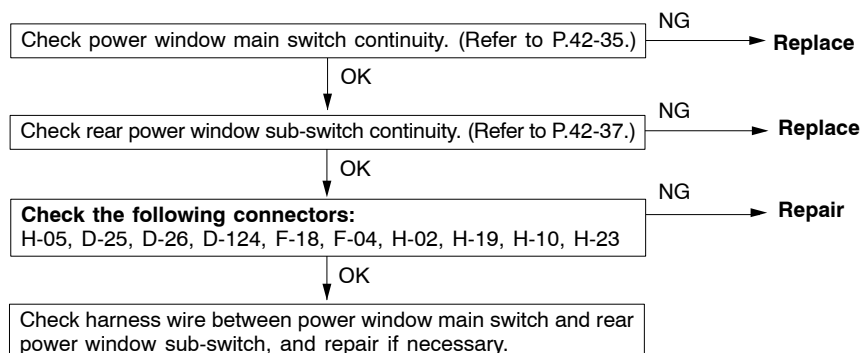 Check power window main switch continuity. (Refer to P.42-35.)
NG
Replace
OK
Check rear power window sub-switch continuity. (Refer to P.42-37.)
NG
Replace
OK
Check the following connectors:
H-05, D-25, D-26, D-124, F-18, F-04, H-02, H-19, H-10, H-23
NG
Repair
OK
Check harness wire between power window main switch and rear
power window sub-switch, and repair if necessary.